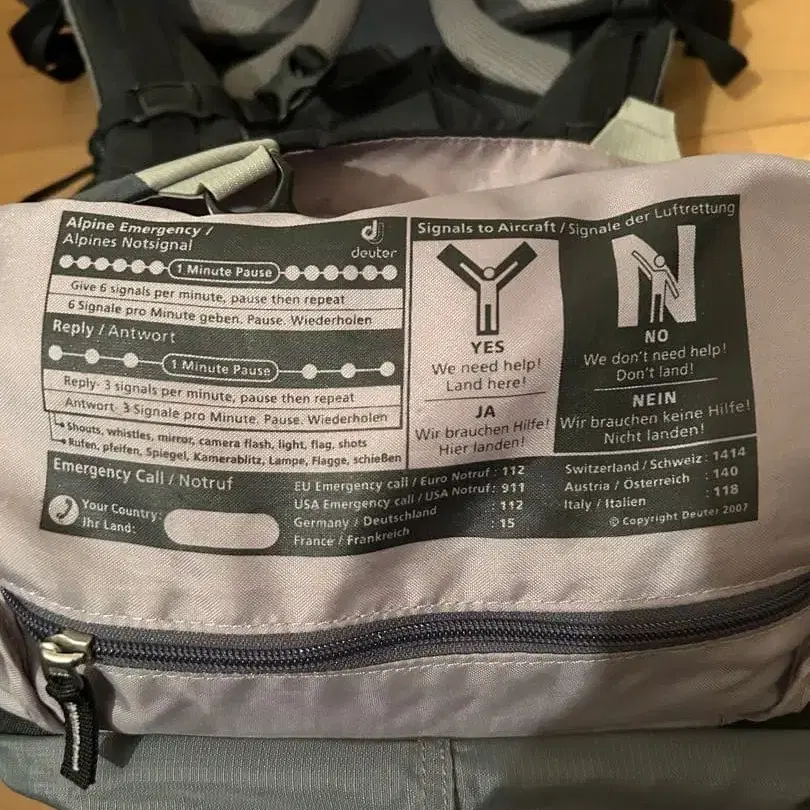 Alpine Emergency /
Alpines Notsignal
deuter
1 Minute Pause
Give 6 signals per minute, pause then repeat
6 Signale pro Minute geben. Pause. Wiederholen
Reply / Antwort
1 Minute Pause
Reply- 3 signals per minute, pause then repeat
Antwort- 3 Signale pro Minute. Pause. Wiederholen
Shouts, whistles, mirror, camera flash, light, flag, shots
Rufen, pfeifen, Spiegel, Kamerablitz, Lampe, Flagge, schießen
Signals to Aircraft / Signale der Luftrettung
YES
We need help!
Land here!
JA
Wir brauchen Hilfe!
Hier landen!
N
NO
We don't need help!
Don't land!
NEIN
Wir brauchen keine Hilfe!
Nicht landen!
Emergency Call / Notruf
Your Country:
Ihr Land:
EU Emergency call / Euro Notruf : 112
USA Emergency call / USA Notruf : 911
Germany / Deutschland : 112
France / Frankreich : 15
Switzerland / Schweiz : 1414
Austria / Österreich : 140
Italy / Italien : 118
© Copyright Deuter 2007